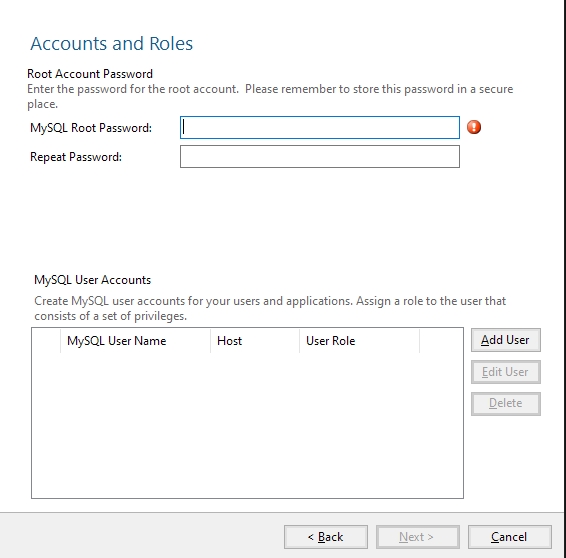 Accounts and Roles
Root Account Password
Enter the password for the root account.  Please remember to store this password in a secure
place.
MySQL Root Password:
Repeat Password:
MySQL User Accounts
Create MySQL user accounts for your users and applications. Assign a role to the user that
consists of a set of privileges.
MySQL User Name Host User Role
Add User
Edit User
Delete
< Back Next > Cancel